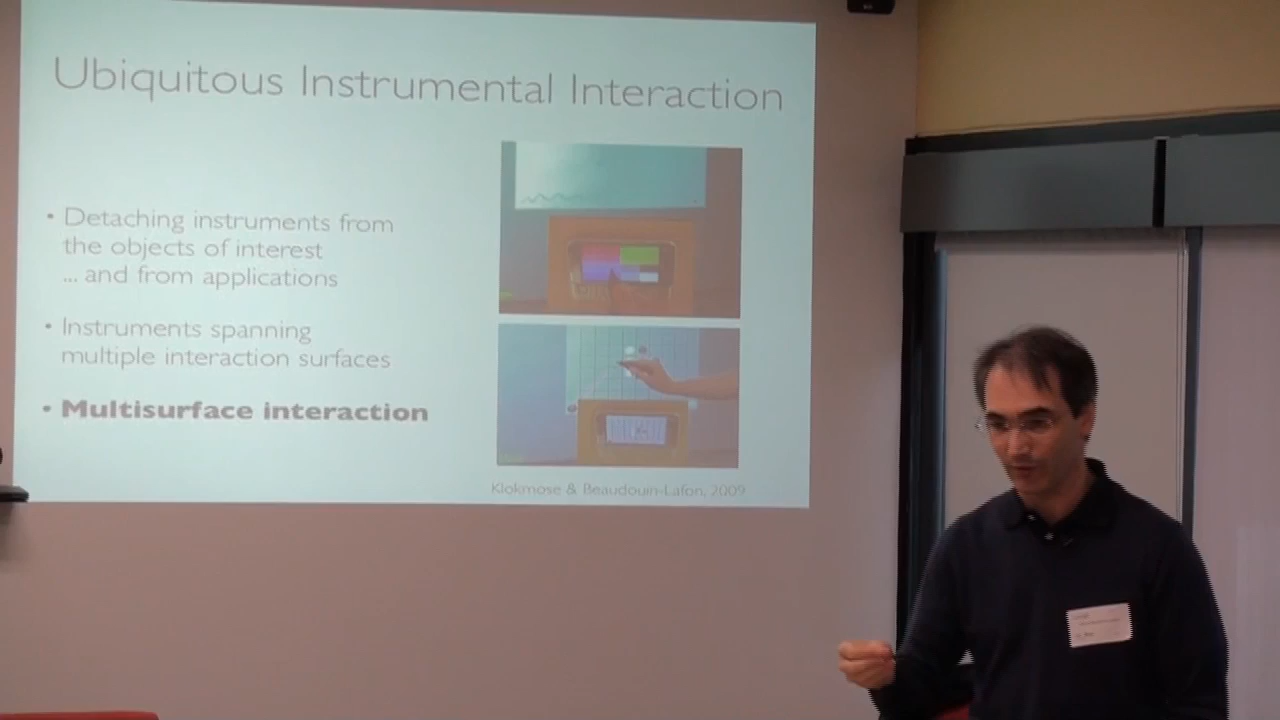 Ubiquitous Instrumental Interaction
• Detaching instruments from
the objects of interest
... and from applications
• Instruments spanning
multiple interaction surfaces
• Multisurface interaction
Klokmose & Beaudouin-Lafon, 2009